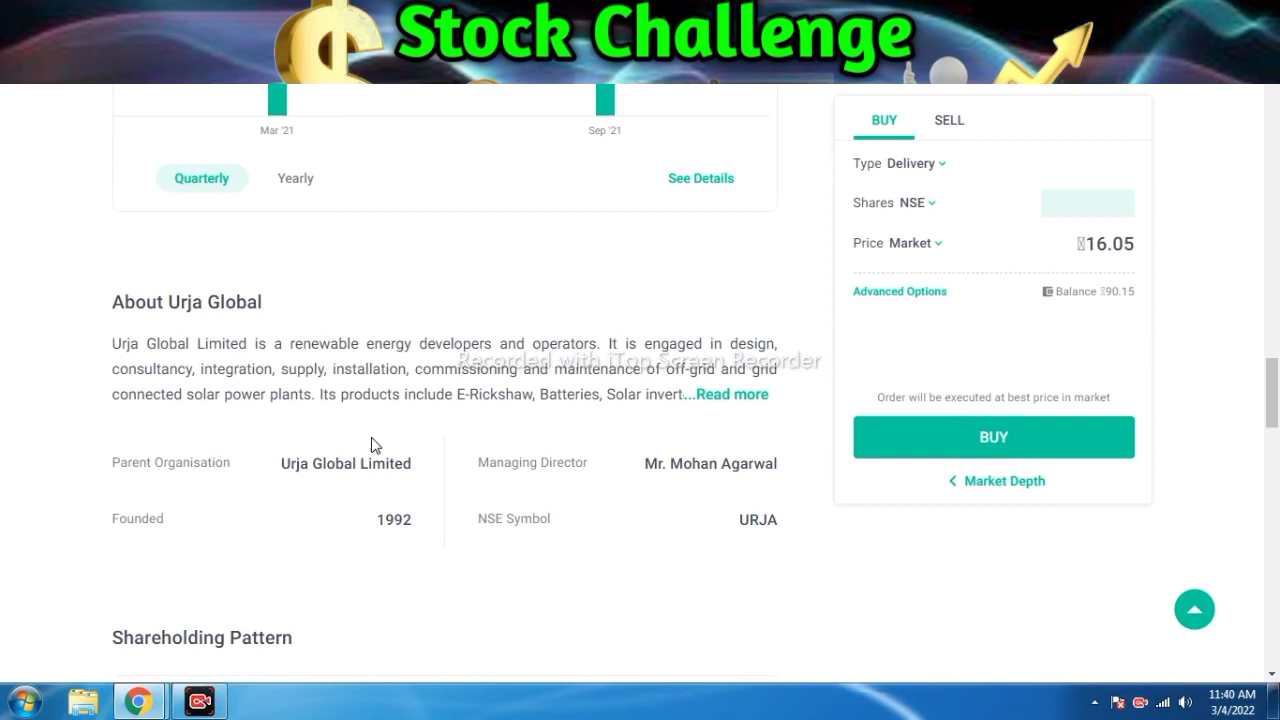 Stock Challenge
Mar '21
Sep '21
Quarterly
Yearly
See Details
About Urja Global
Urja Global Limited is a renewable energy developers and operators. It is engaged in design,
consultancy, integration, supply, installation, commissioning and maintenance of off-grid and grid
connected solar power plants. Its products include E-Rickshaw, Batteries, Solar invert...Read more
Recorded with iTop Screen Recorder
Parent Organisation
Urja Global Limited
Managing Director
Mr. Mohan Agarwal
Founded
1992
NSE Symbol
URJA
Shareholding Pattern
BUY
SELL
Type Delivery
Shares NSE
Price Market
16.05
Advanced Options
Balance 90.15
Order will be executed at best price in market
BUY
Market Depth
11:40 AM
3/4/2022